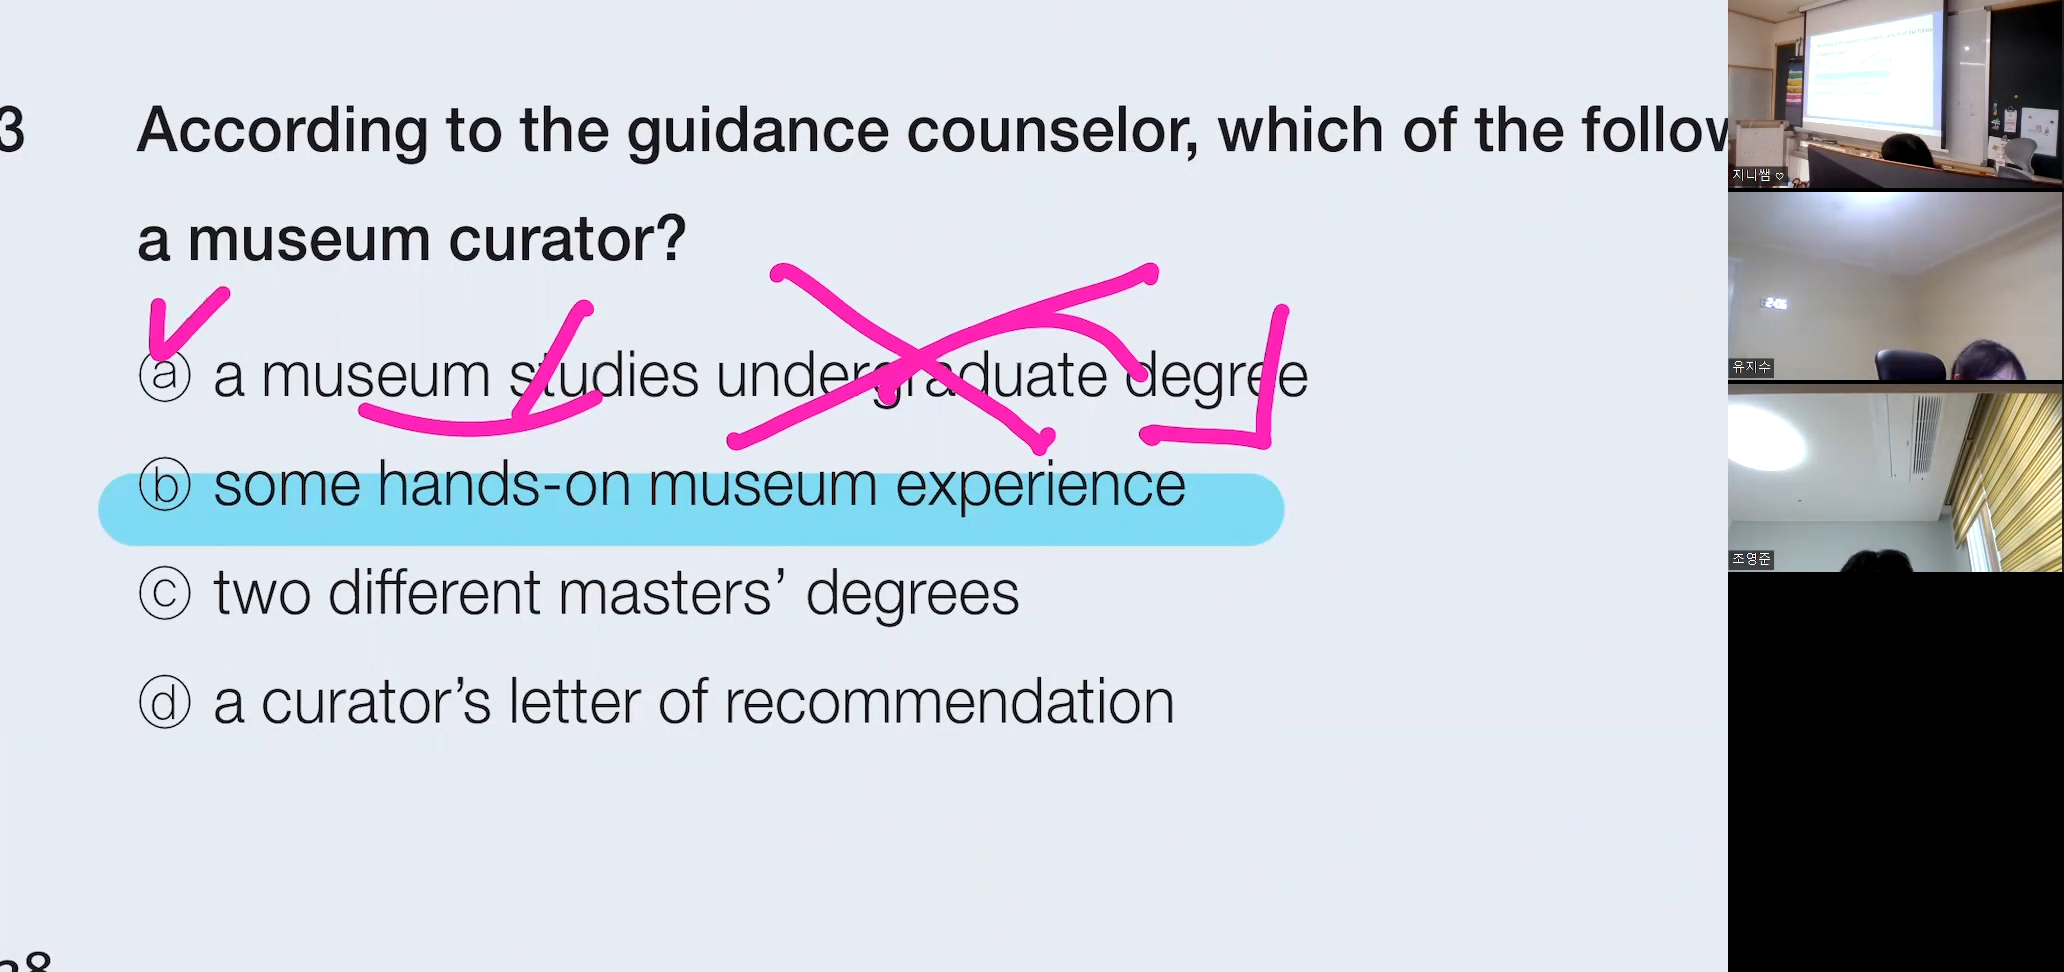 3 According to the guidance counselor, which of the
a museum curator?
ⓐ a museum studies undergraduate degree
ⓑ some hands-on museum experience
ⓒ two different masters’ degrees
ⓓ a curator’s letter of recommendation
지니쌤 ♡
유지수
조영준